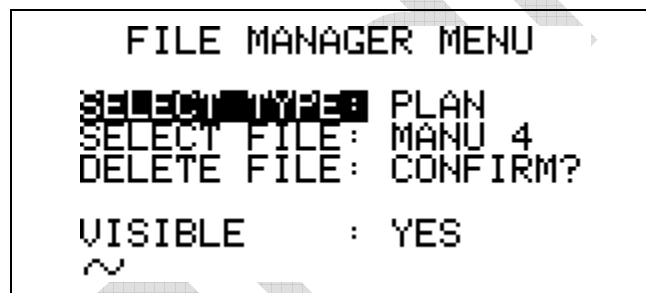 FILE MANAGER MENU
SELECT TYPE: PLAN
SELECT FILE: MANU 4
DELETE FILE: CONFIRM?
VISIBLE : YES
~